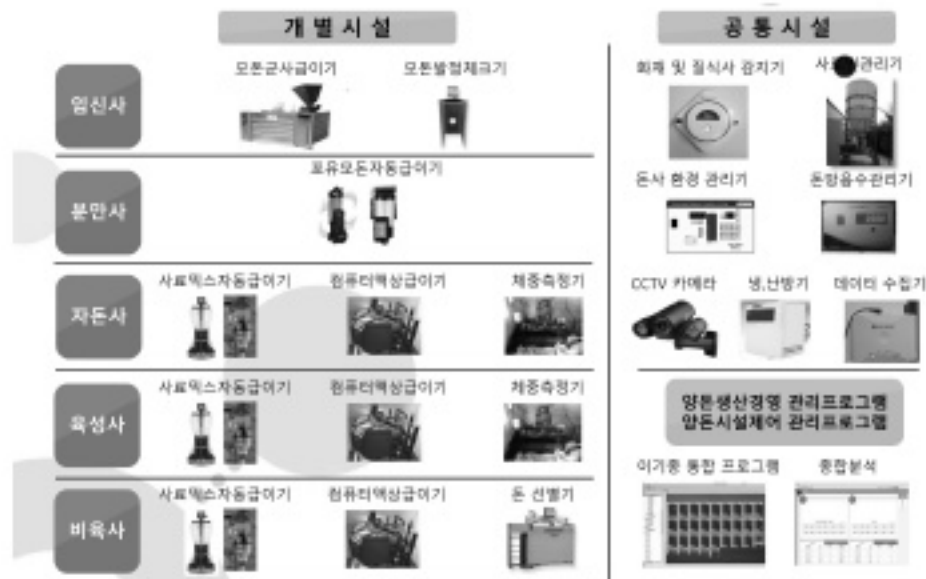 개 별 시 설
임신사
모돈군사급이기
모돈발정체크기
분만사
포유모돈자동급이기
자돈사
사료믹스자동급이기
컴퓨터액상급이기
체중측정기
육성사
사료믹스자동급이기
컴퓨터액상급이기
체중측정기
비육사
사료믹스자동급이기
컴퓨터액상급이기
돈 선별기
공 통 시 설
화재 및 질식사 감지기
돈사 환경 관리기
돈방음수관리기
CCTV 카메라
냉,난방기
데이터 수집기
양돈생산경영 관리프로그램
양돈시설제어 관리프로그램
이기종 통합 프로그램
종합분석